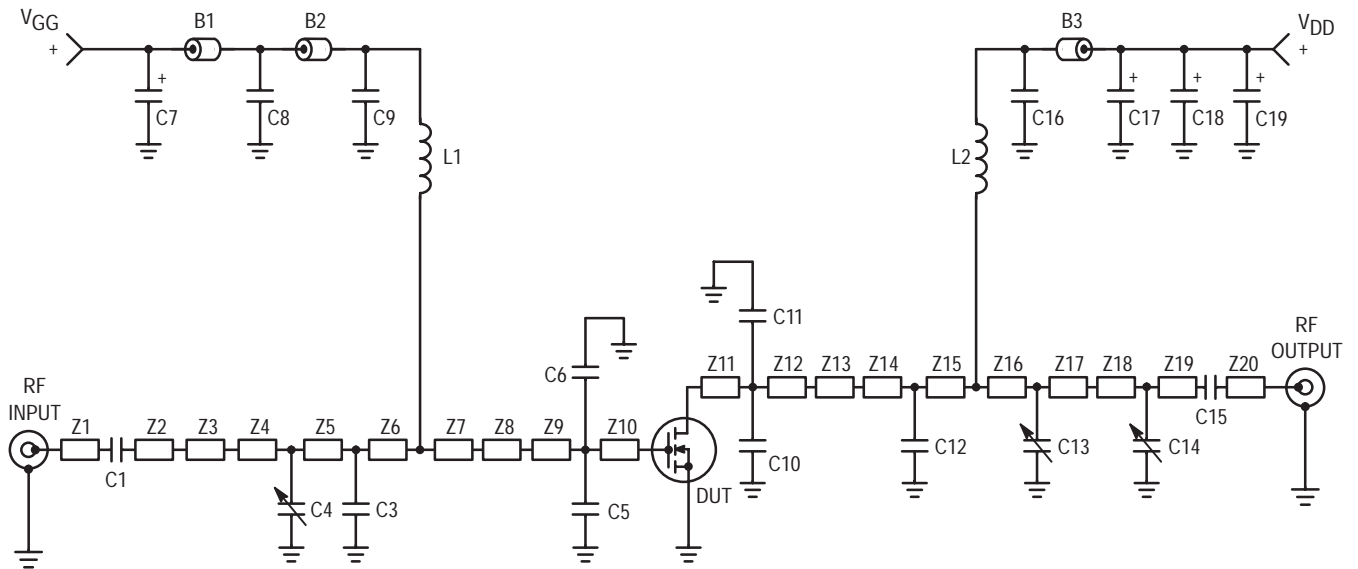 VGG
+
B1
B2
B3
VDD
+
+
C7
C8
C9
C16
+
C17
+
C18
+
C19
L1
L2
C11
C6
RF
INPUT
Z1
C1
Z2
Z3
Z4
Z5
Z6
Z7
Z8
Z9
Z10
Z11
Z12
Z13
Z14
Z15
Z16
Z17
Z18
Z19
Z20
C15
RF
OUTPUT
C4
C3
C5
DUT
C10
C12
C13
C14